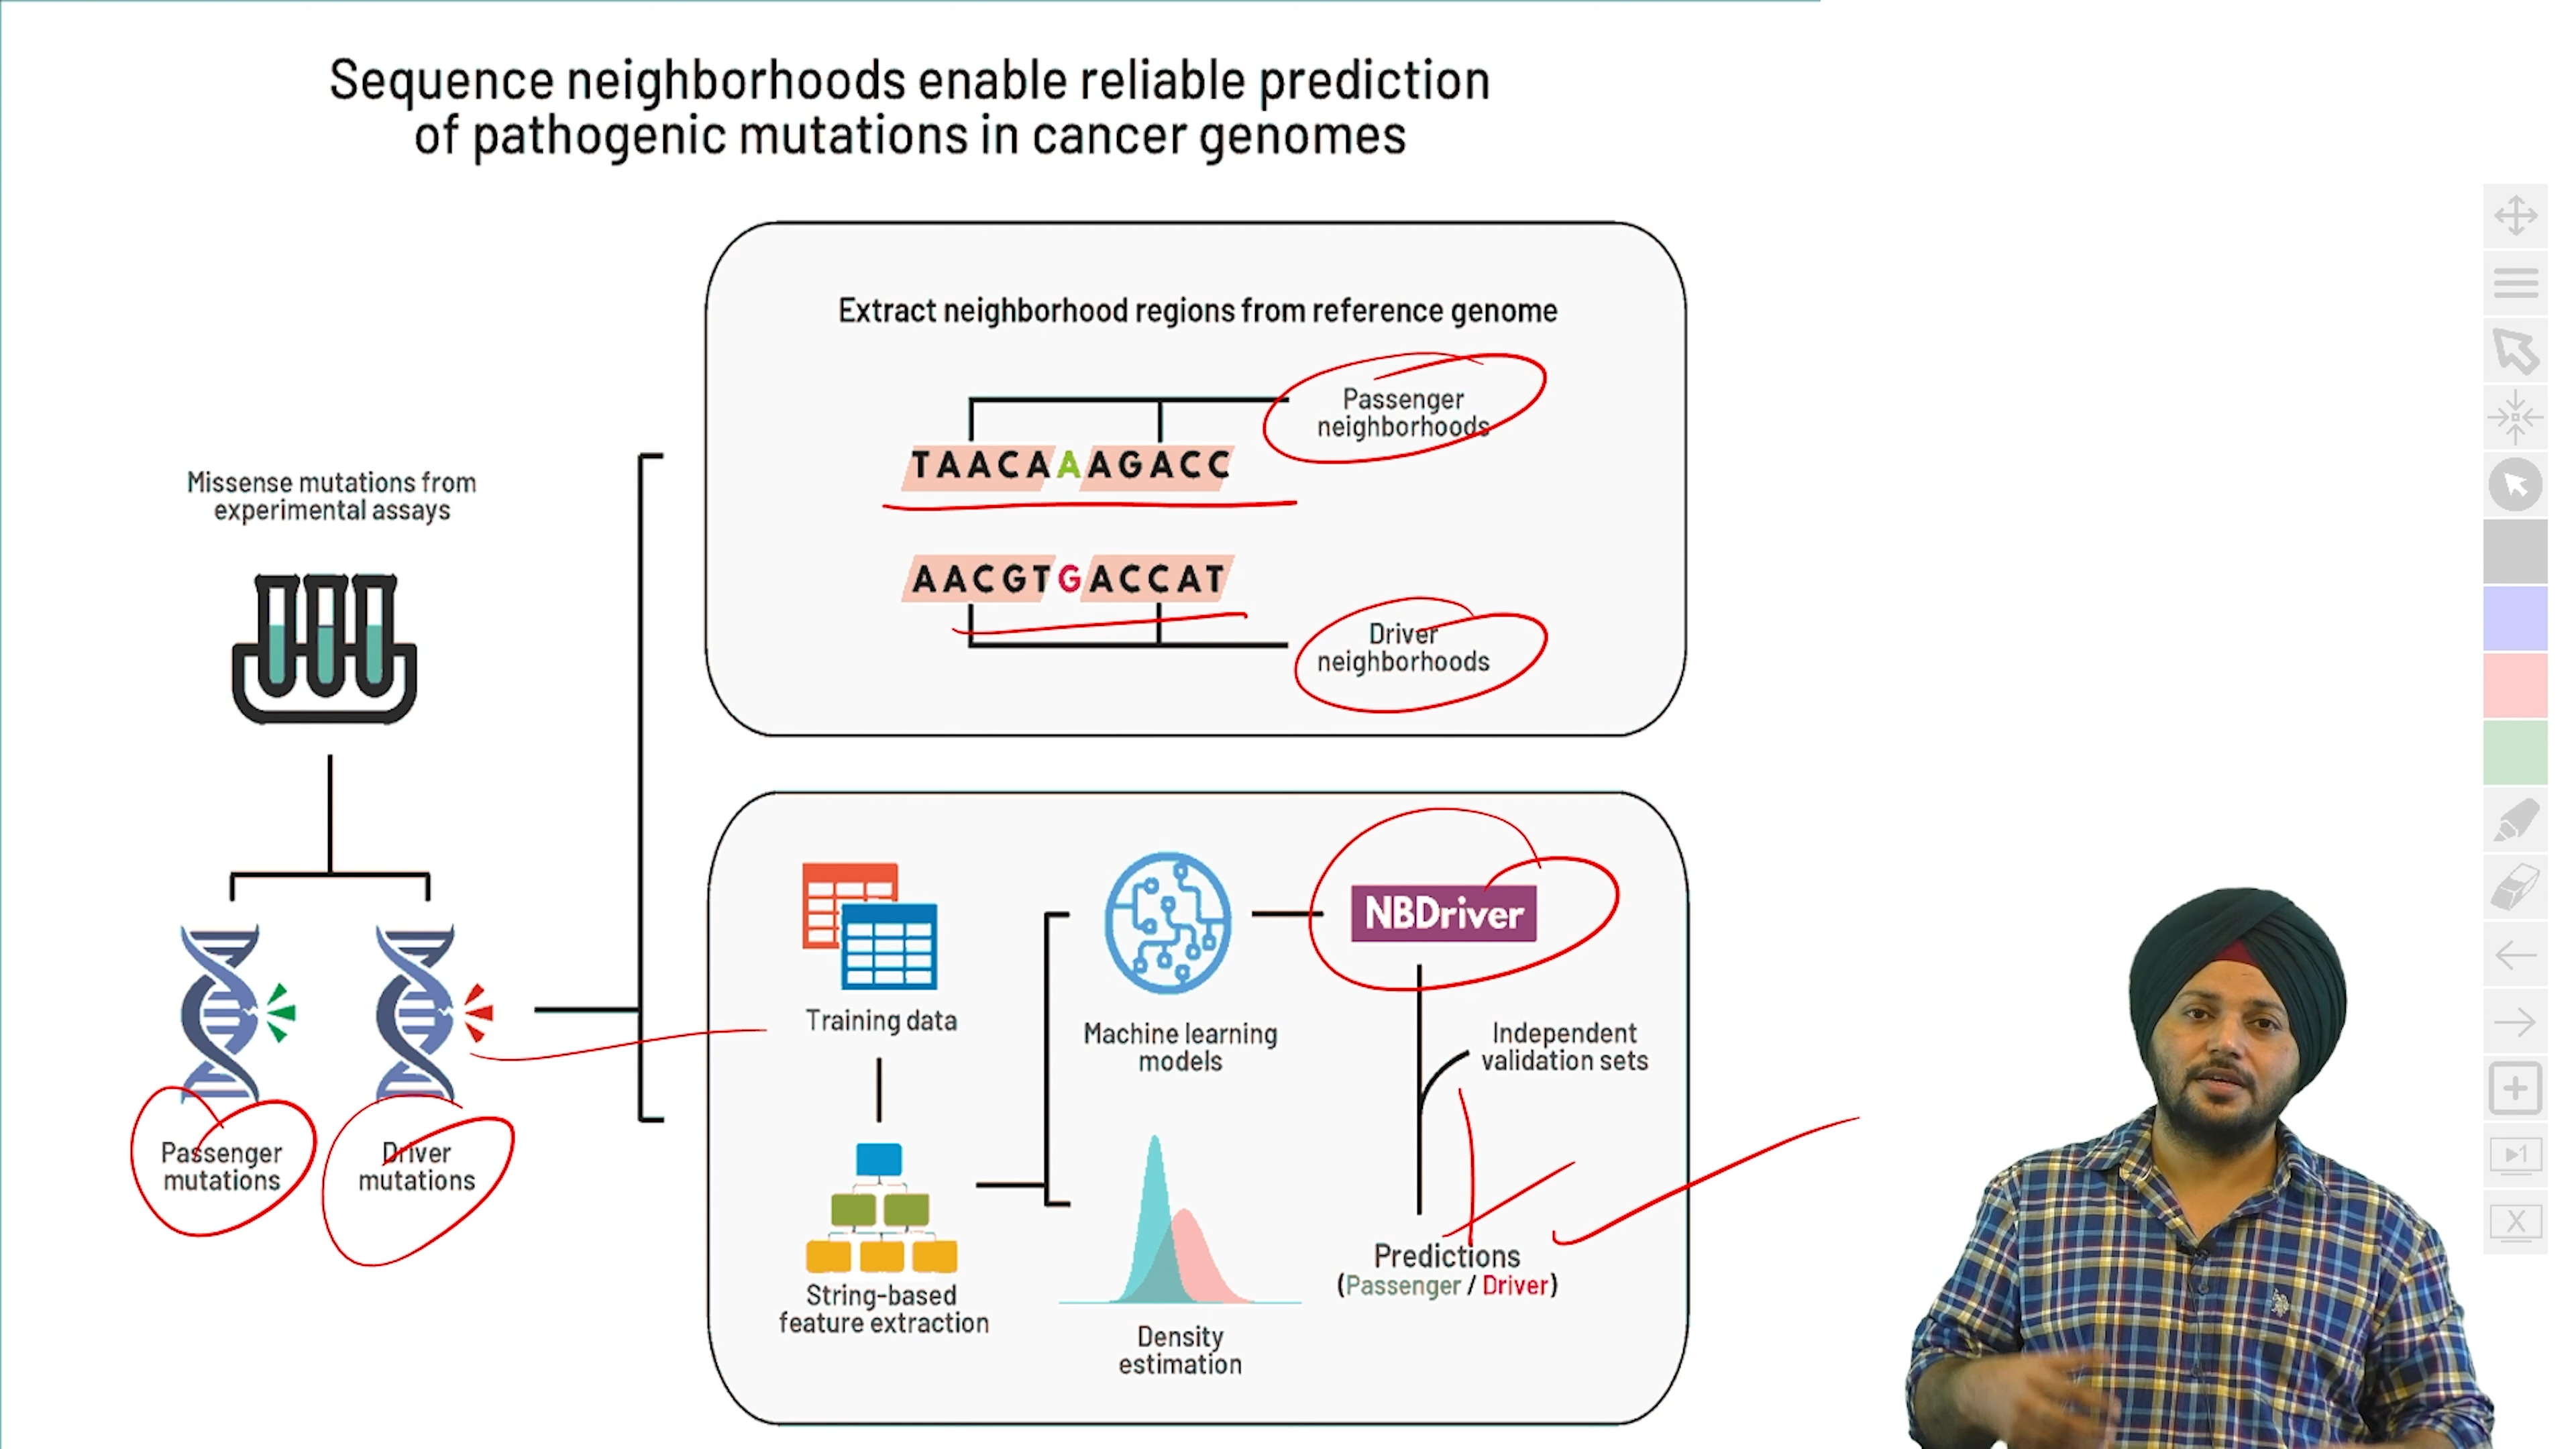 Sequence neighborhoods enable reliable prediction
of pathogenic mutations in cancer genomes
Missense mutations from
experimental assays
Passenger
mutations
Driver
mutations
Extract neighborhood regions from reference genome
Passenger
neighborhoods
TAACAAAGACC
AACGTGACCAT
Driver
neighborhoods
Training data
String-based
feature extraction
Machine learning
models
Density
estimation
NBDriver
Independent
validation sets
Predictions
(Passenger / Driver)
1
X